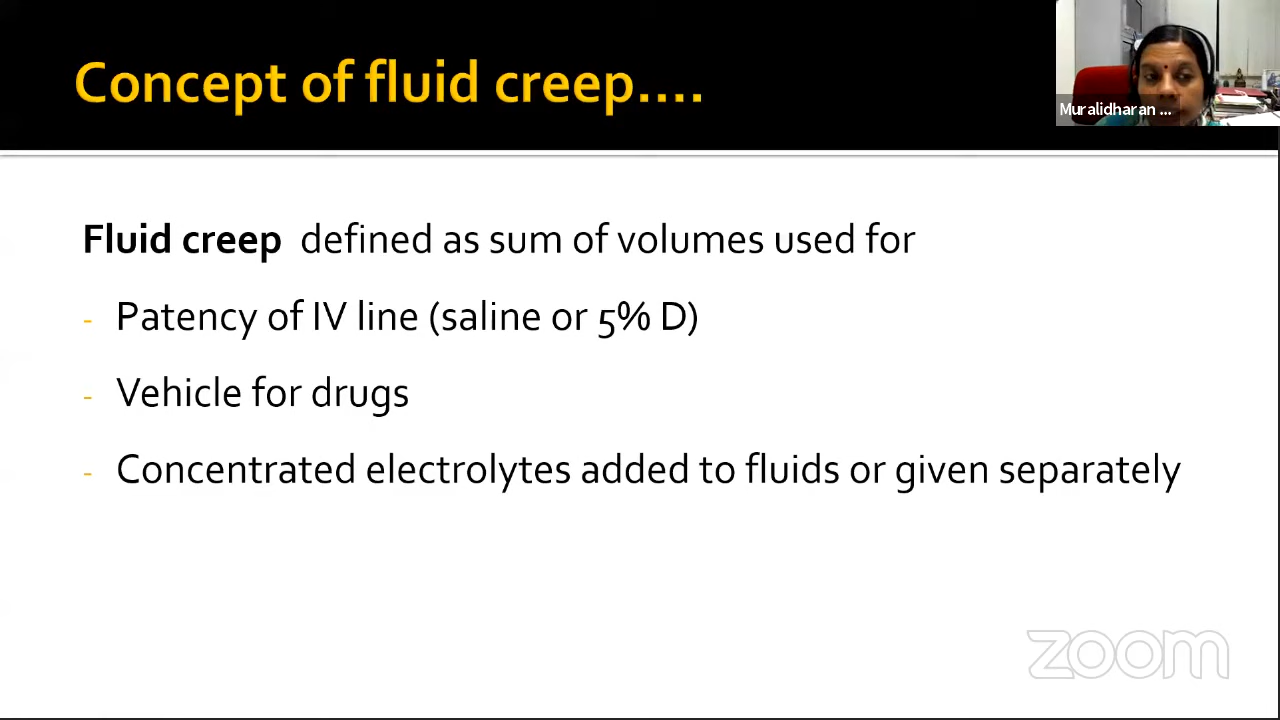 Concept of fluid creep....
Muralidharan ...
Fluid creep defined as sum of volumes used for
- Patency of IV line (saline or 5% D)
- Vehicle for drugs
- Concentrated electrolytes added to fluids or given separately
zoom